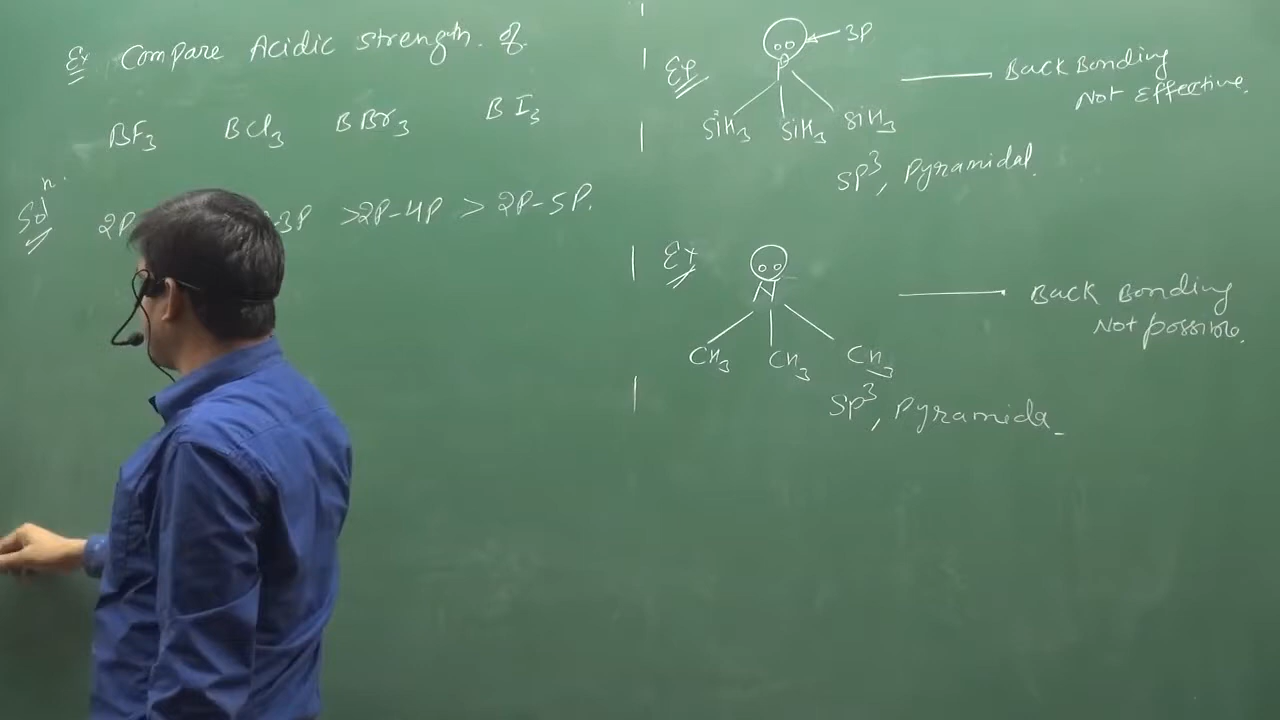 Ex Compare Acidic strength. of.
BF3 BCl3 BBr3 BI3
Soln. 2P 3P >2P-4P > 2P-5P.
Ex 3P
P
SiH3 SiH3 SiH3
Back Bonding
Not Effective.
SP3, Pyramidal.
Ex
N
CH3 CH3 CH3
Back Bonding
Not possible.
SP3, Pyramida